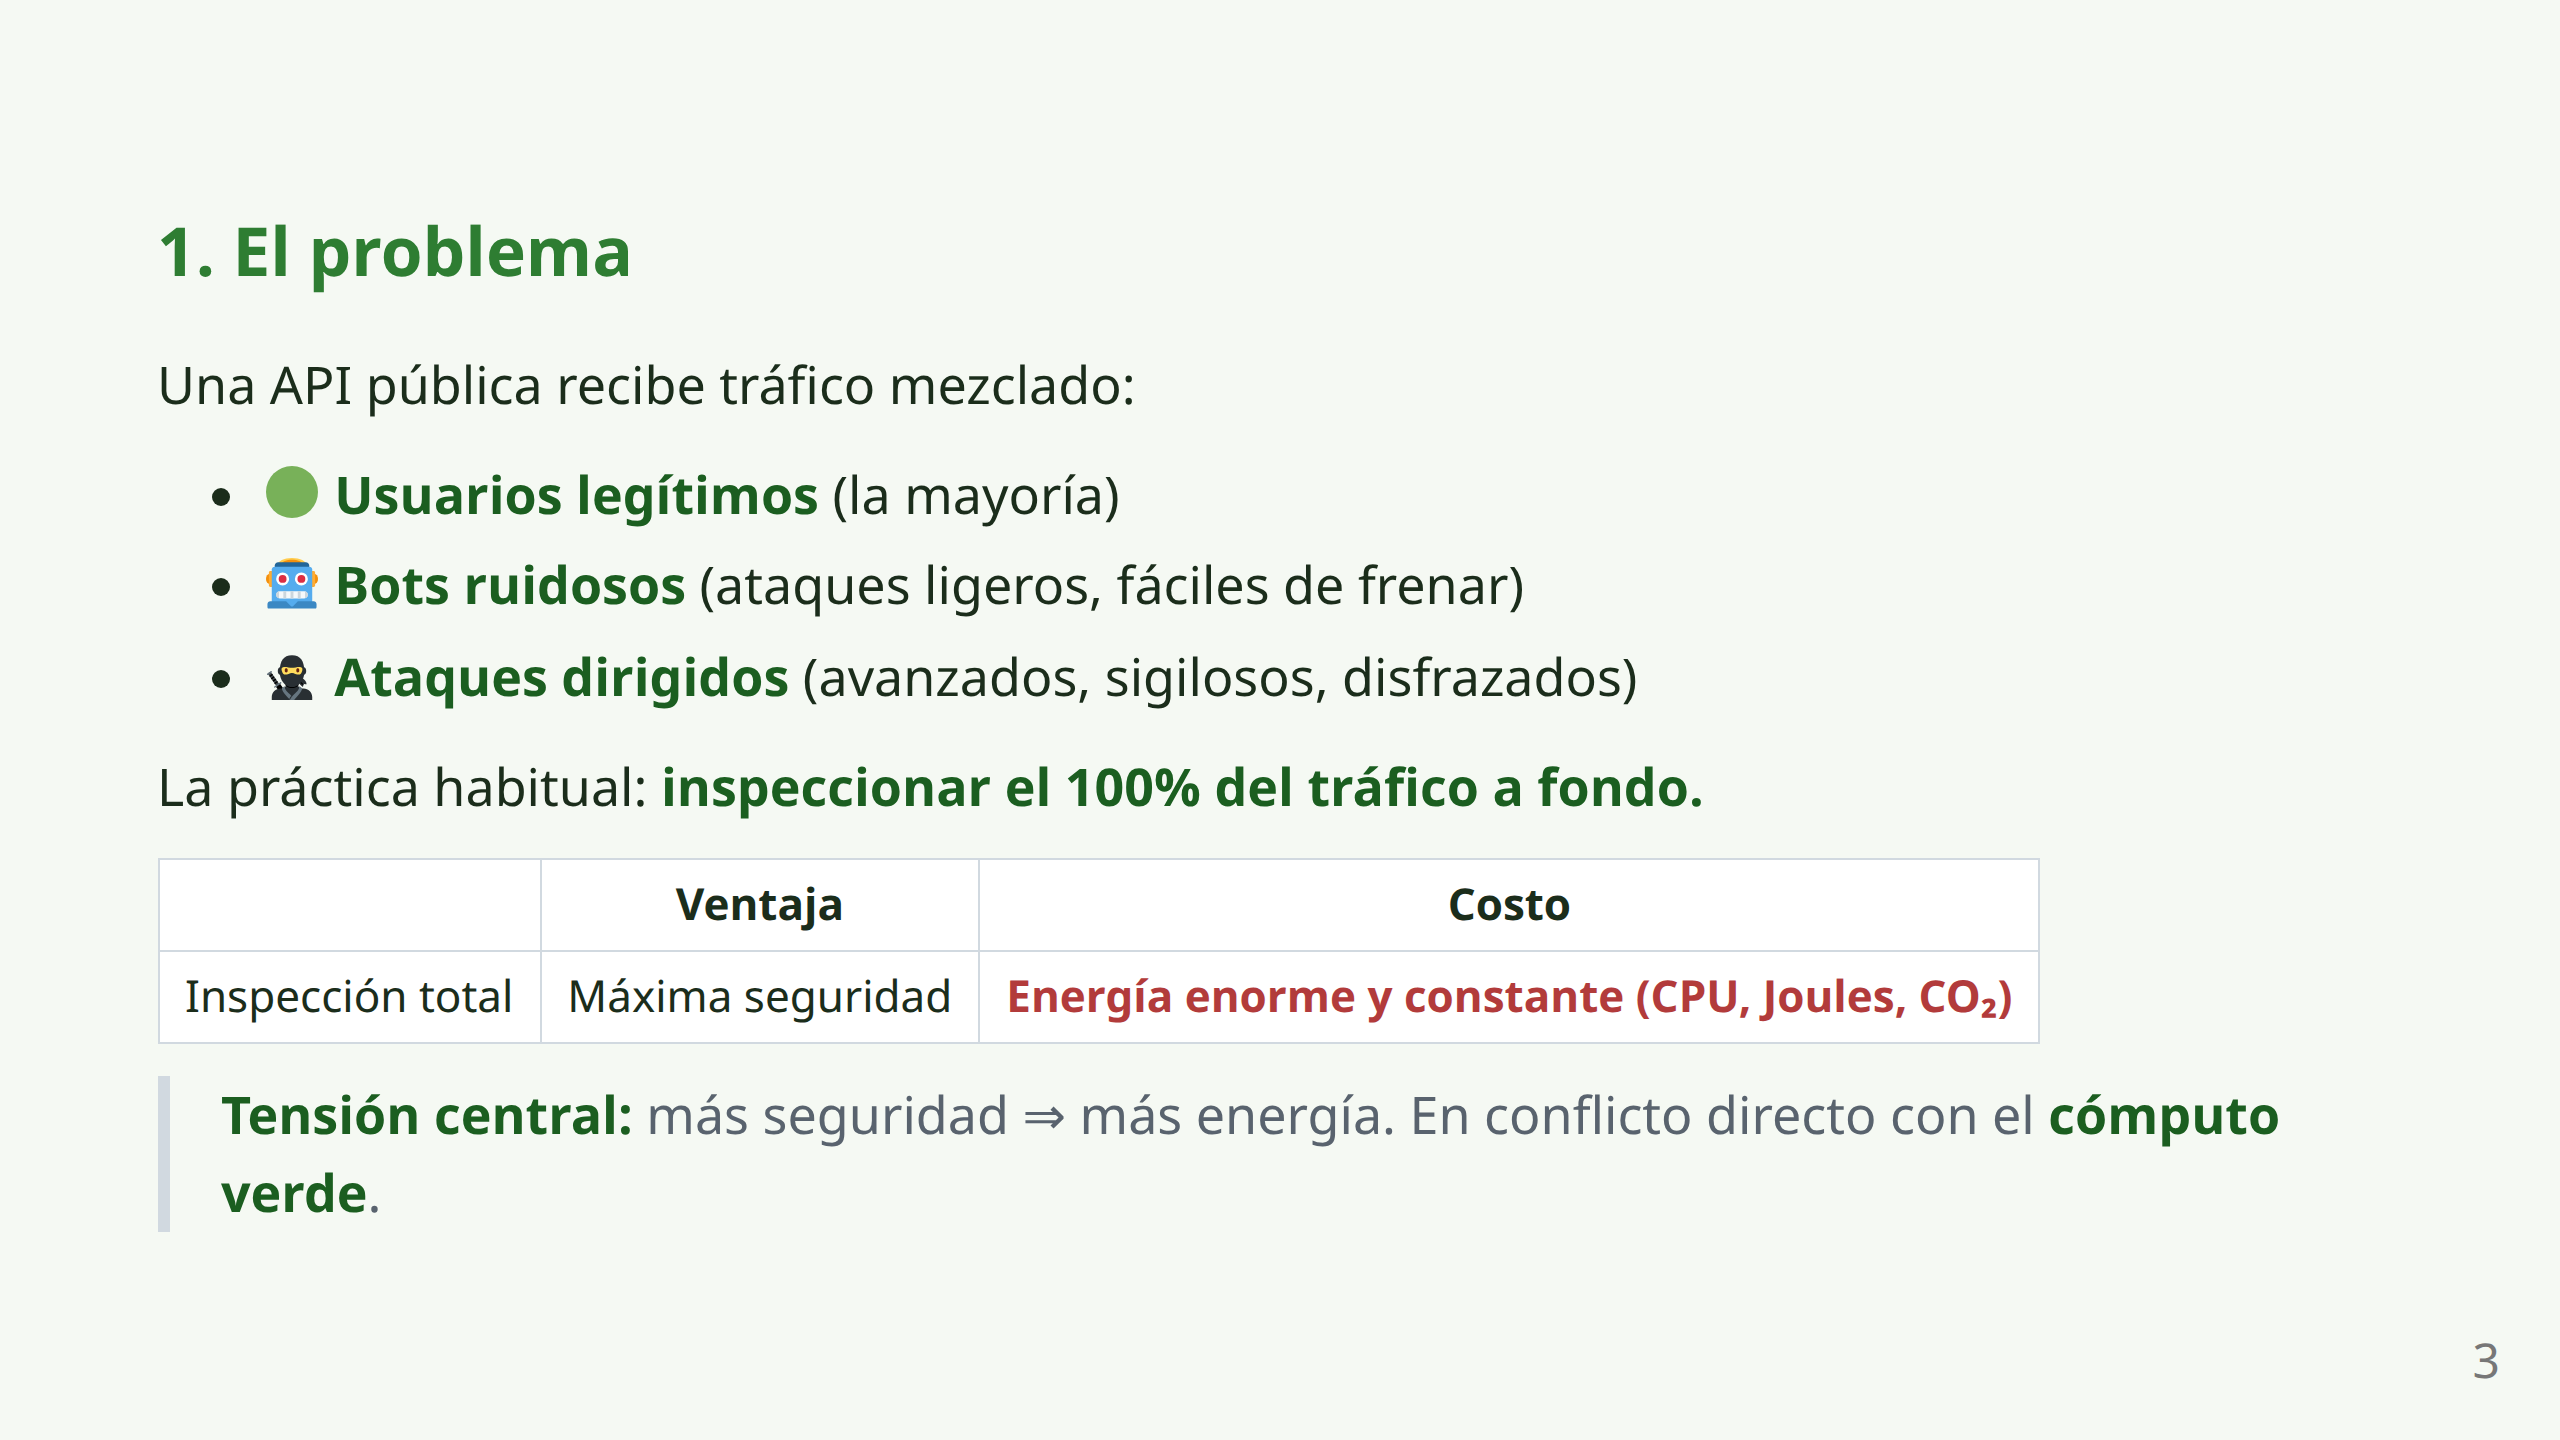 1. El problema
Una API pública recibe tráfico mezclado:
• Usuarios legítimos (la mayoría)
• Bots ruidosos (ataques ligeros, fáciles de frenar)
• Ataques dirigidos (avanzados, sigilosos, disfrazados)
La práctica habitual: inspeccionar el 100% del tráfico a fondo.
Ventaja Costo
Inspección total Máxima seguridad Energía enorme y constante (CPU, Joules, CO₂)
Tensión central: más seguridad ⇒ más energía. En conflicto directo con el cómputo
verde.
3